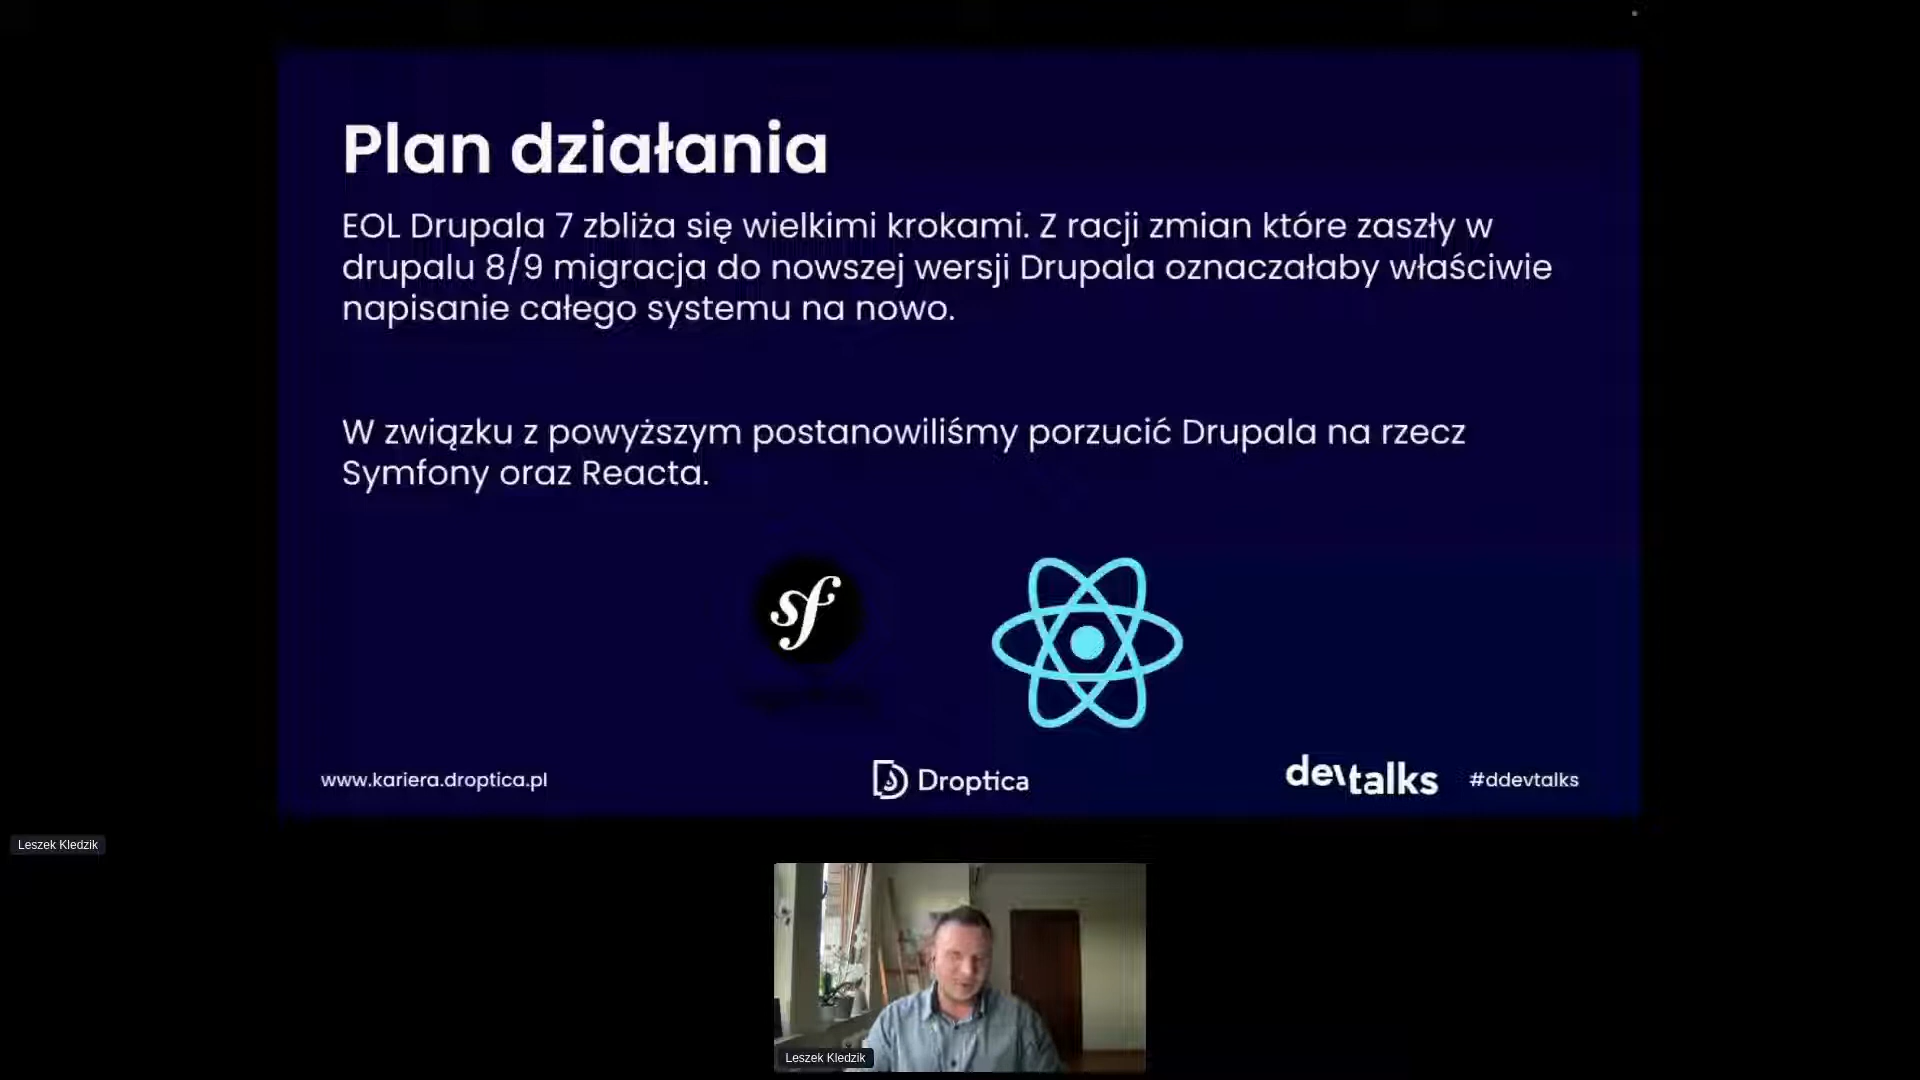 Plan działania
EOL Drupala 7 zbliża się wielkimi krokami. Z racji zmian które zaszły w
drupalu 8/9 migracja do nowszej wersji Drupala oznaczałaby właściwie
napisanie całego systemu na nowo.
W związku z powyższym postanowiliśmy porzucić Drupala na rzecz
Symfony oraz Reacta.
sf
www.kariera.droptica.pl
Droptica
devtalks
#ddevtalks
Leszek Kledzik
Leszek Kledzik